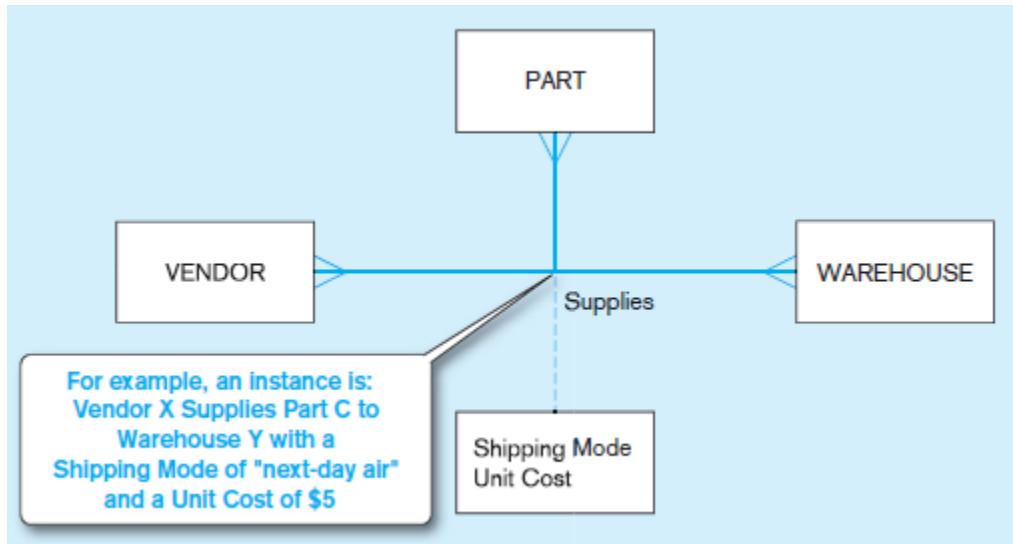 PART
VENDOR
WAREHOUSE
Supplies
For example, an instance is:
Vendor X Supplies Part C to
Warehouse Y with a
Shipping Mode of "next-day air"
and a Unit Cost of $5
Shipping Mode
Unit Cost